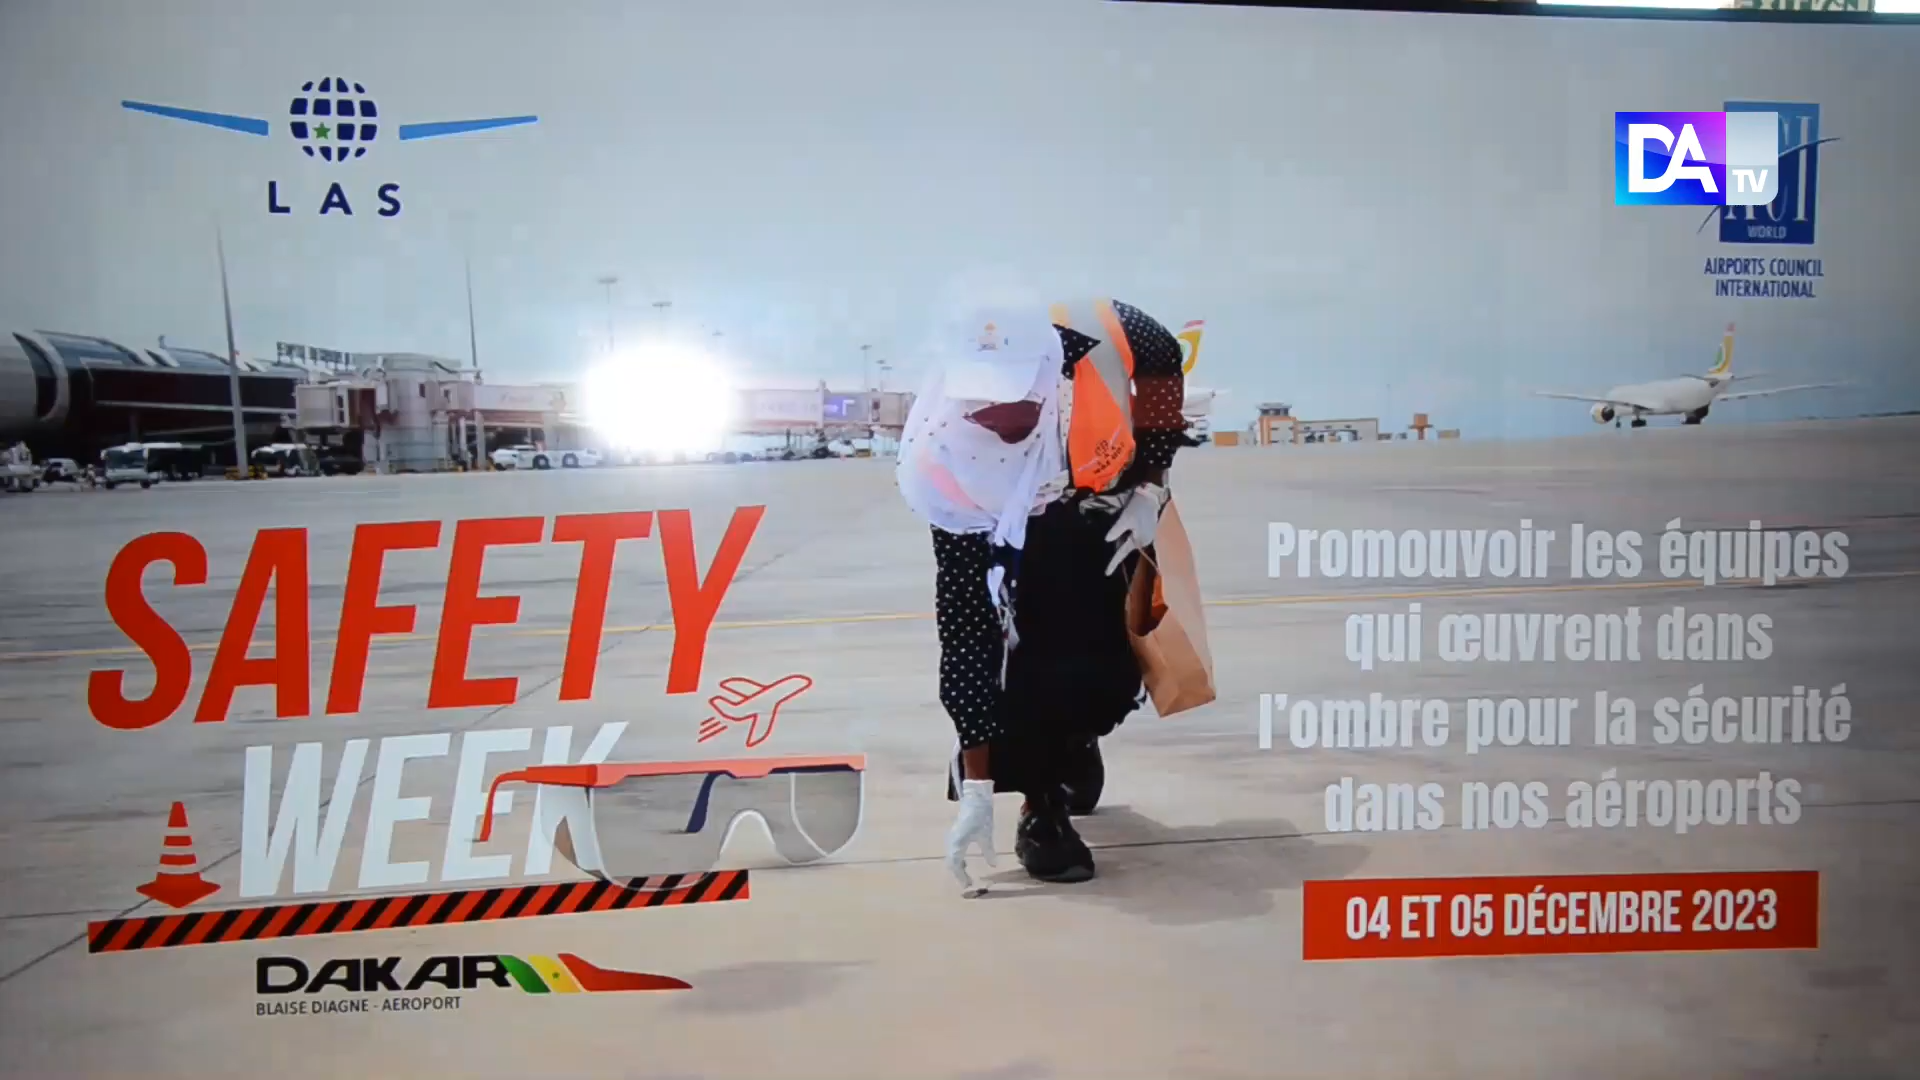 LAS
DA TV
ACI
WORLD
AIRPORTS COUNCIL
INTERNATIONAL
SAFETY
WEEK
Promouvoir les équipes
qui œuvrent dans
l'ombre pour la sécurité
dans nos aéroports
04 ET 05 DÉCEMBRE 2023
DAKAR
BLAISE DIAGNE - AEROPORT